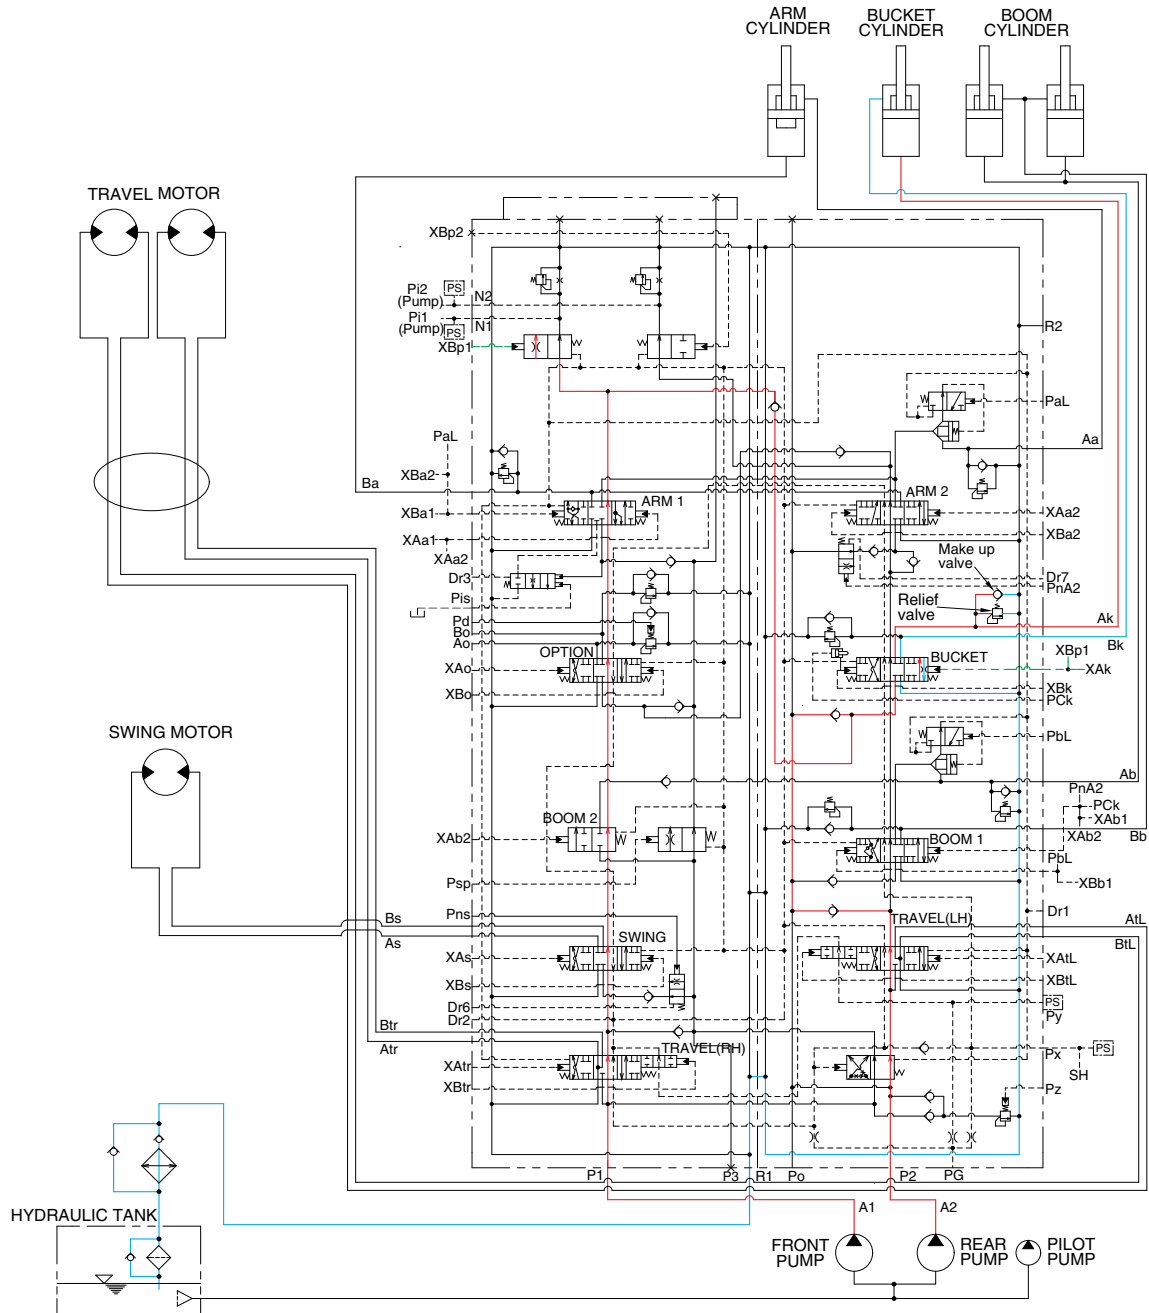 ARM
CYLINDER
BUCKET
CYLINDER
BOOM
CYLINDER
TRAVEL MOTOR
XBp2
Pi2
(Pump)
PS
N2
Pi1
(Pump)
PS
N1
XBp1
R2
PaL
Aa
PaL
XBa2
Ba
XBa1
ARM 1
ARM 2
XAa2
XBa2
XAa1
XAa2
Make up
valve
Dr3
Dr7
PnA2
Pis
Relief
valve
Pd
Bo
Ao
Ak
Bk
OPTION
BUCKET
XBp1
XAo
XAk
XBo
XBk
PCk
SWING MOTOR
PbL
Ab
PnA2
PCk
XAb1
BOOM 2
XAb2
BOOM 1
XAb2
Bb
PbL
Psp
XBb1
Pns
Bs
As
Dr1
AtL
BtL
TRAVEL(LH)
SWING
XAs
XAtL
XBs
XBtL
Dr6
Dr2
PS
Py
Btr
Atr
TRAVEL(RH)
Px
PS
XAtr
SH
XBtr
Pz
P1
P3
R1
Po
P2
PG
HYDRAULIC TANK
A1
A2
FRONT
PUMP
REAR
PUMP
PILOT
PUMP